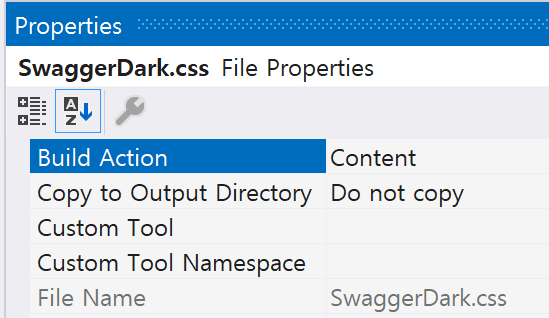 Properties
SwaggerDark.css File Properties
A
Z
Build Action Content
Copy to Output Directory Do not copy
Custom Tool
Custom Tool Namespace
File Name SwaggerDark.css